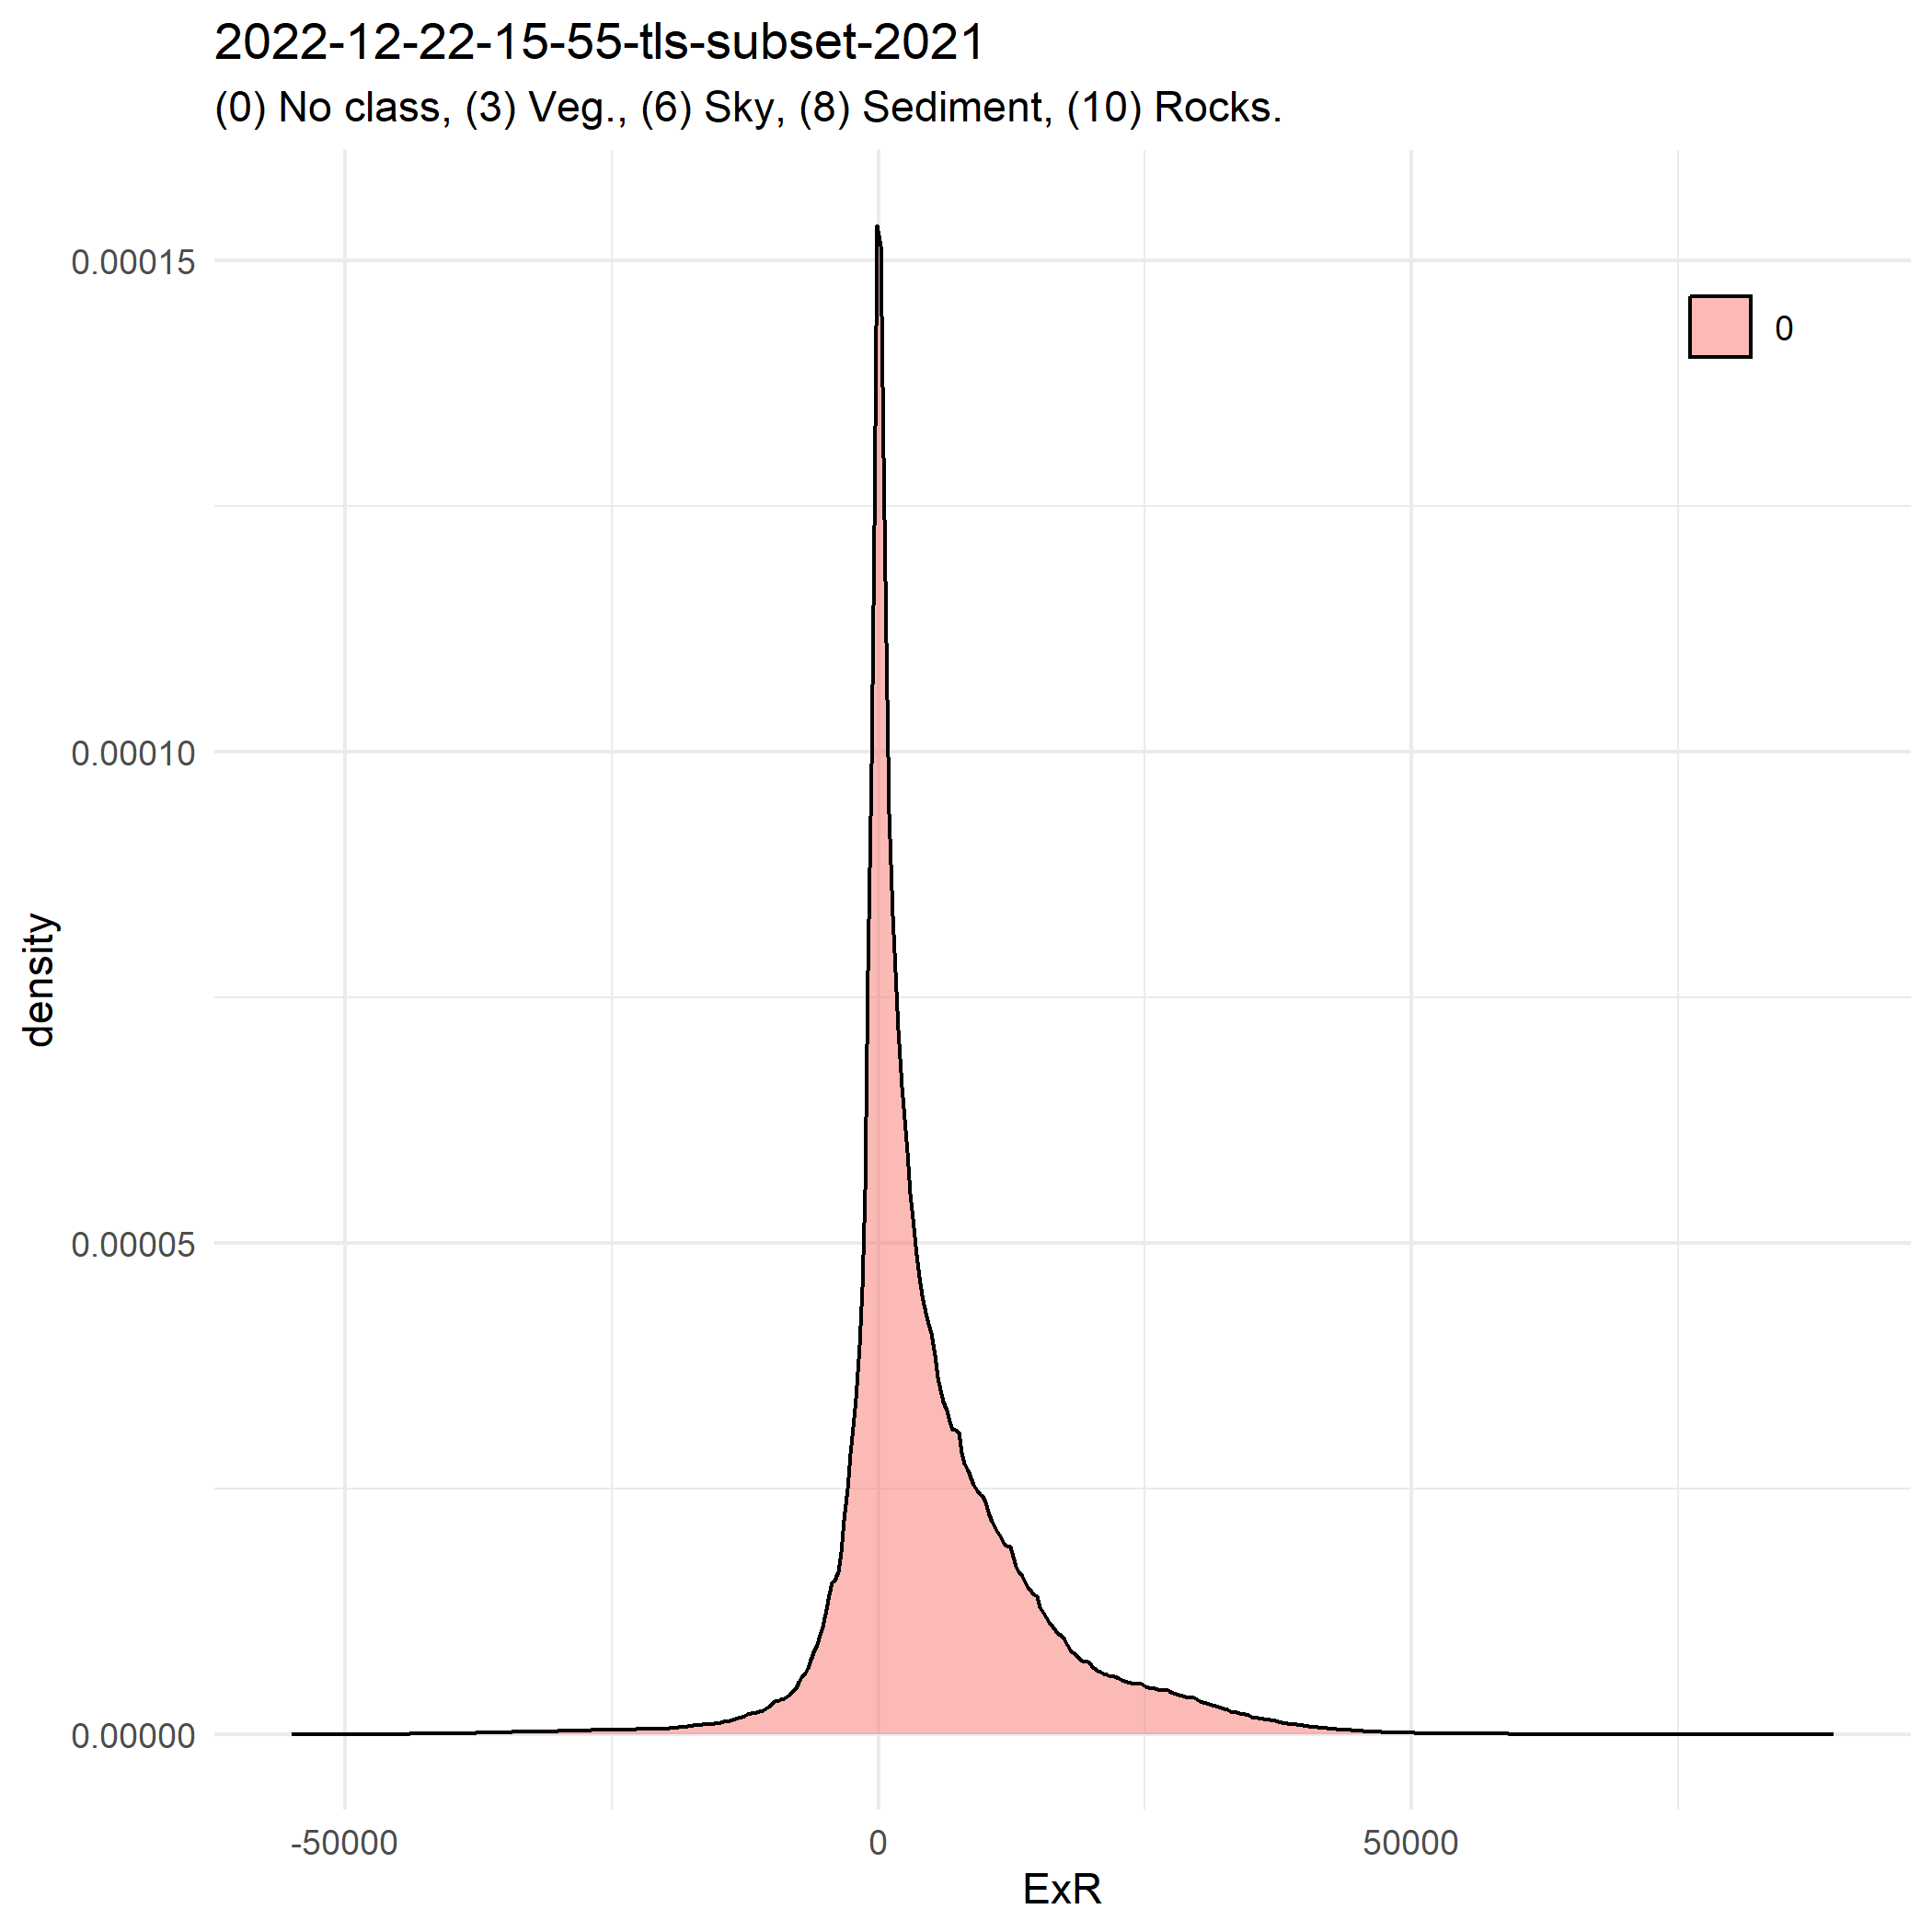 2022-12-22-15-55-tls-subset-2021
(0) No class, (3) Veg., (6) Sky, (8) Sediment, (10) Rocks.
0.00015
0
0.00010
density
0.00005
0.00000
-50000 0 50000
ExR